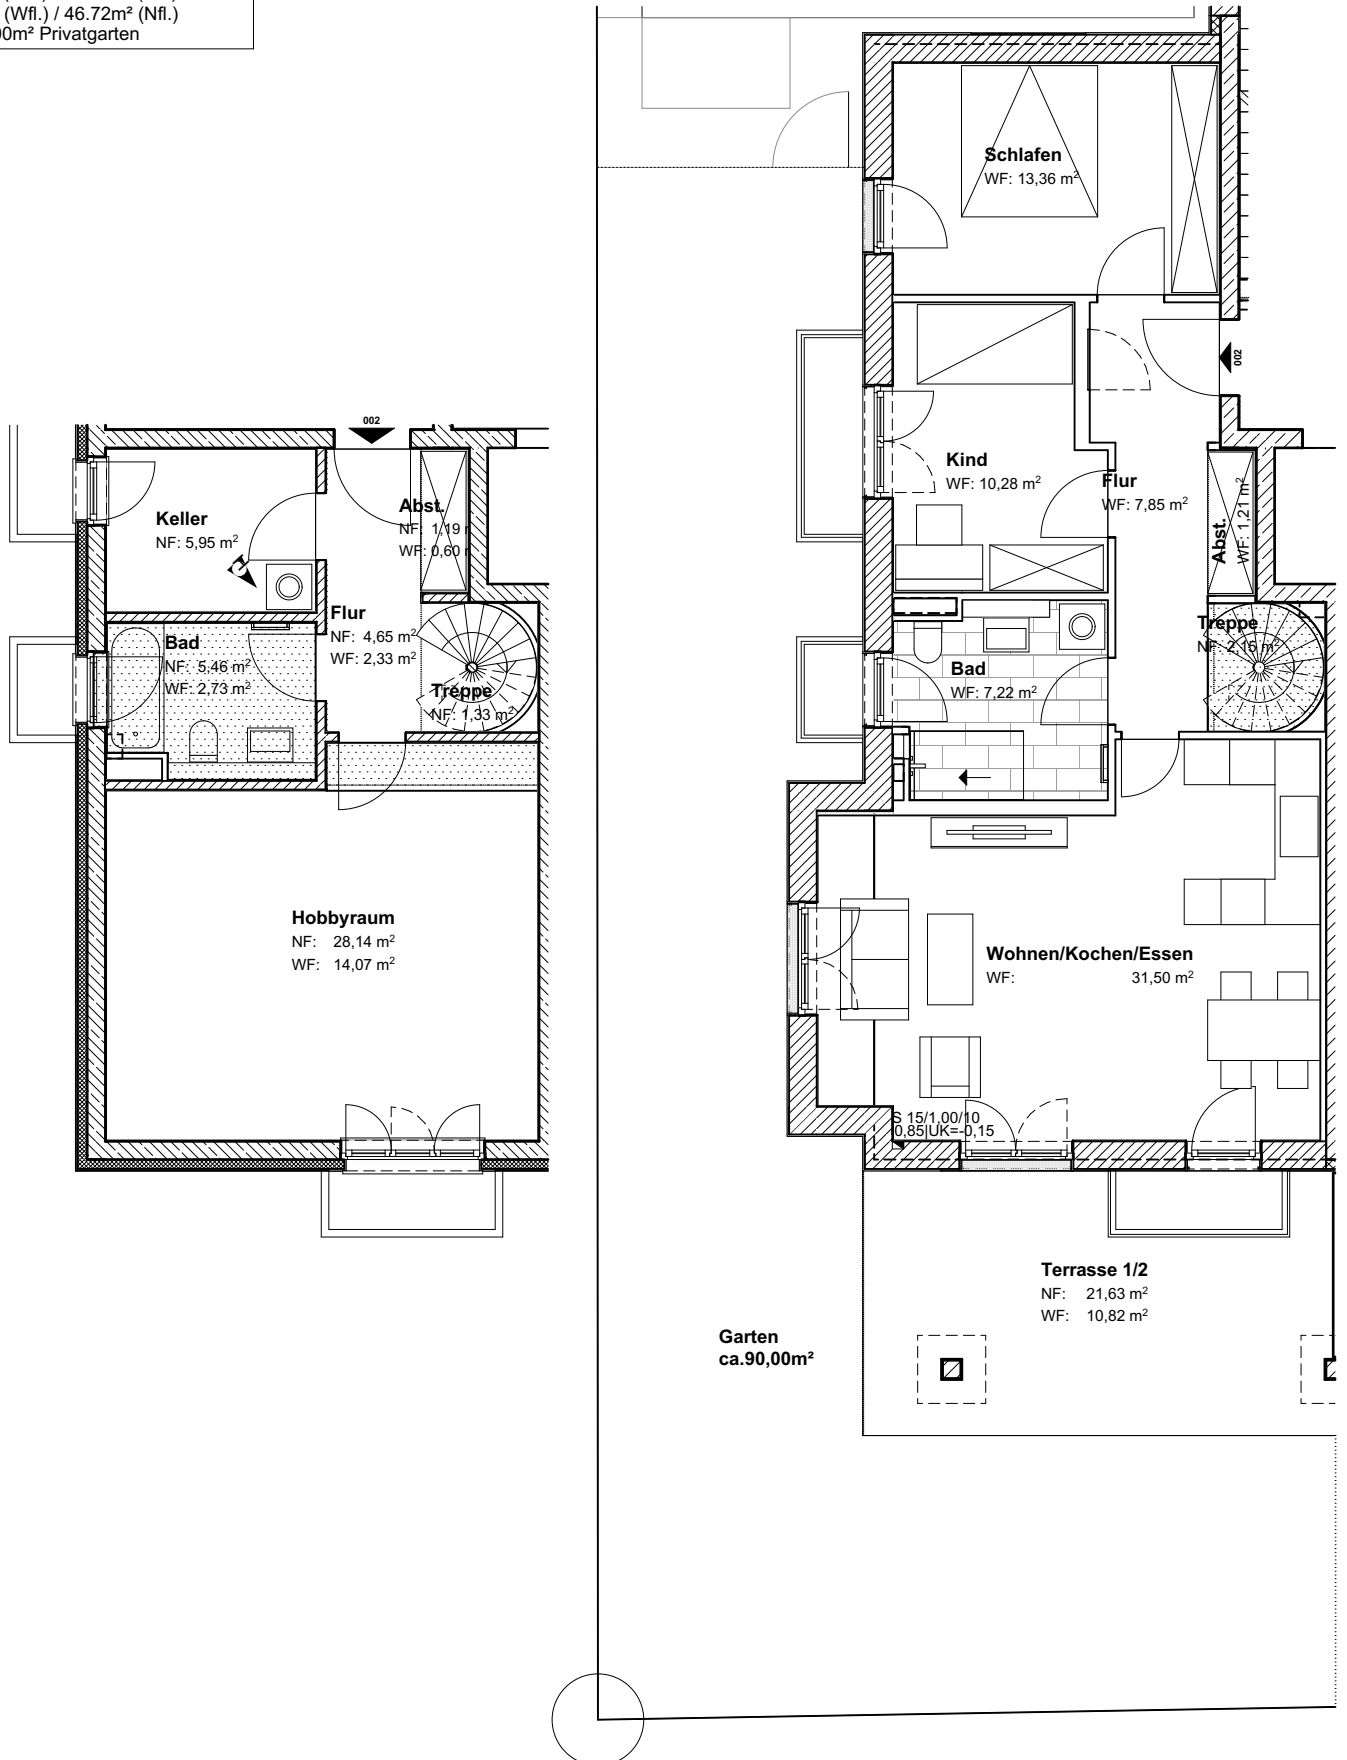 (Wfl.) / 46.72m² (Nfl.)
00m² Privatgarten
Schlafen
WF: 13,36 m²
002
002
Kind
WF: 10,28 m²
Flur
WF: 7,85 m²
Abst.
WF: 1,21 m²
Keller
NF: 5,95 m²
Abst.
NF: 1,19
WF: 0,60
Flur
NF: 4,65 m²
WF: 2,33 m²
Bad
NF: 5,46 m²
WF: 2,73 m²
Treppe
NF: 1,33 m²
Treppe
NF: 2,15 m²
Bad
WF: 7,22 m²
Hobbyraum
NF: 28,14 m²
WF: 14,07 m²
Wohnen/Kochen/Essen
WF: 31,50 m²
S 15/1,00/10
0,85|UK=-0,15
Terrasse 1/2
NF: 21,63 m²
WF: 10,82 m²
Garten
ca.90,00m²